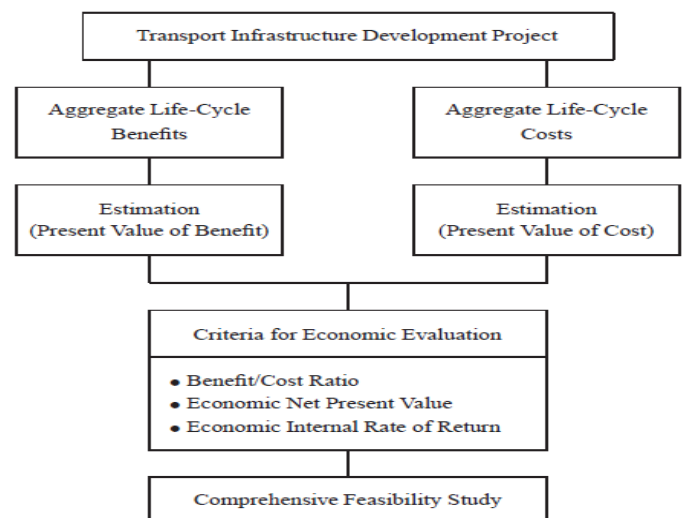 Transport Infrastructure Development Project
Aggregate Life-Cycle
Benefits
Aggregate Life-Cycle
Costs
Estimation
(Present Value of Benefit)
Estimation
(Present Value of Cost)
Criteria for Economic Evaluation
● Benefit/Cost Ratio
● Economic Net Present Value
● Economic Internal Rate of Return
Comprehensive Feasibility Study